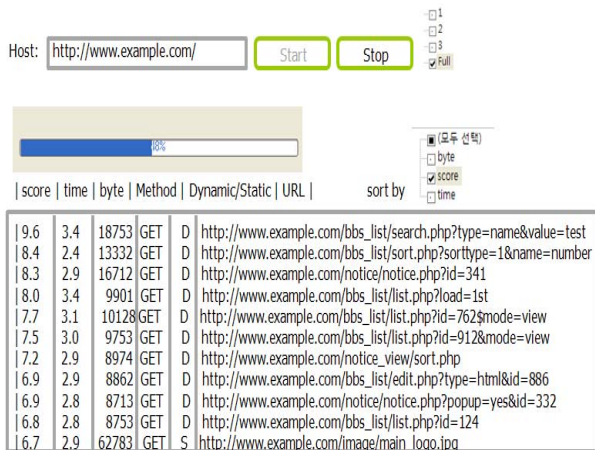 1
2
3
Full
Host: http://www.example.com/ Start Stop
48%
(모두 선택)
byte
score
time
| score | time | byte | Method | Dynamic/Static | URL | sort by
| 9.6 | 3.4 | 18753 | GET | D | http://www.example.com/bbs_list/search.php?type=name&value=test
| 8.4 | 2.4 | 13332 | GET | D | http://www.example.com/bbs_list/sort.php?sorttype=1&name=number
| 8.3 | 2.9 | 16712 | GET | D | http://www.example.com/notice/notice.php?id=341
| 8.0 | 3.4 | 9901 | GET | D | http://www.example.com/bbs_list/list.php?load=1st
| 7.7 | 3.1 | 10128 | GET | D | http://www.example.com/bbs_list/list.php?id=762$mode=view
| 7.5 | 3.0 | 9753 | GET | D | http://www.example.com/bbs_list/list.php?id=912&mode=view
| 7.2 | 2.9 | 8974 | GET | D | http://www.example.com/notice_view/sort.php
| 6.9 | 2.9 | 8862 | GET | D | http://www.example.com/bbs_list/edit.php?type=html&id=886
| 6.9 | 2.8 | 8713 | GET | D | http://www.example.com/notice/notice.php?popup=yes&id=332
| 6.8 | 2.8 | 8753 | GET | D | http://www.example.com/bbs_list/list.php?id=124
| 6.7 | 2.9 | 62783 | GET | S | http://www.example.com/image/main_logo.jpg